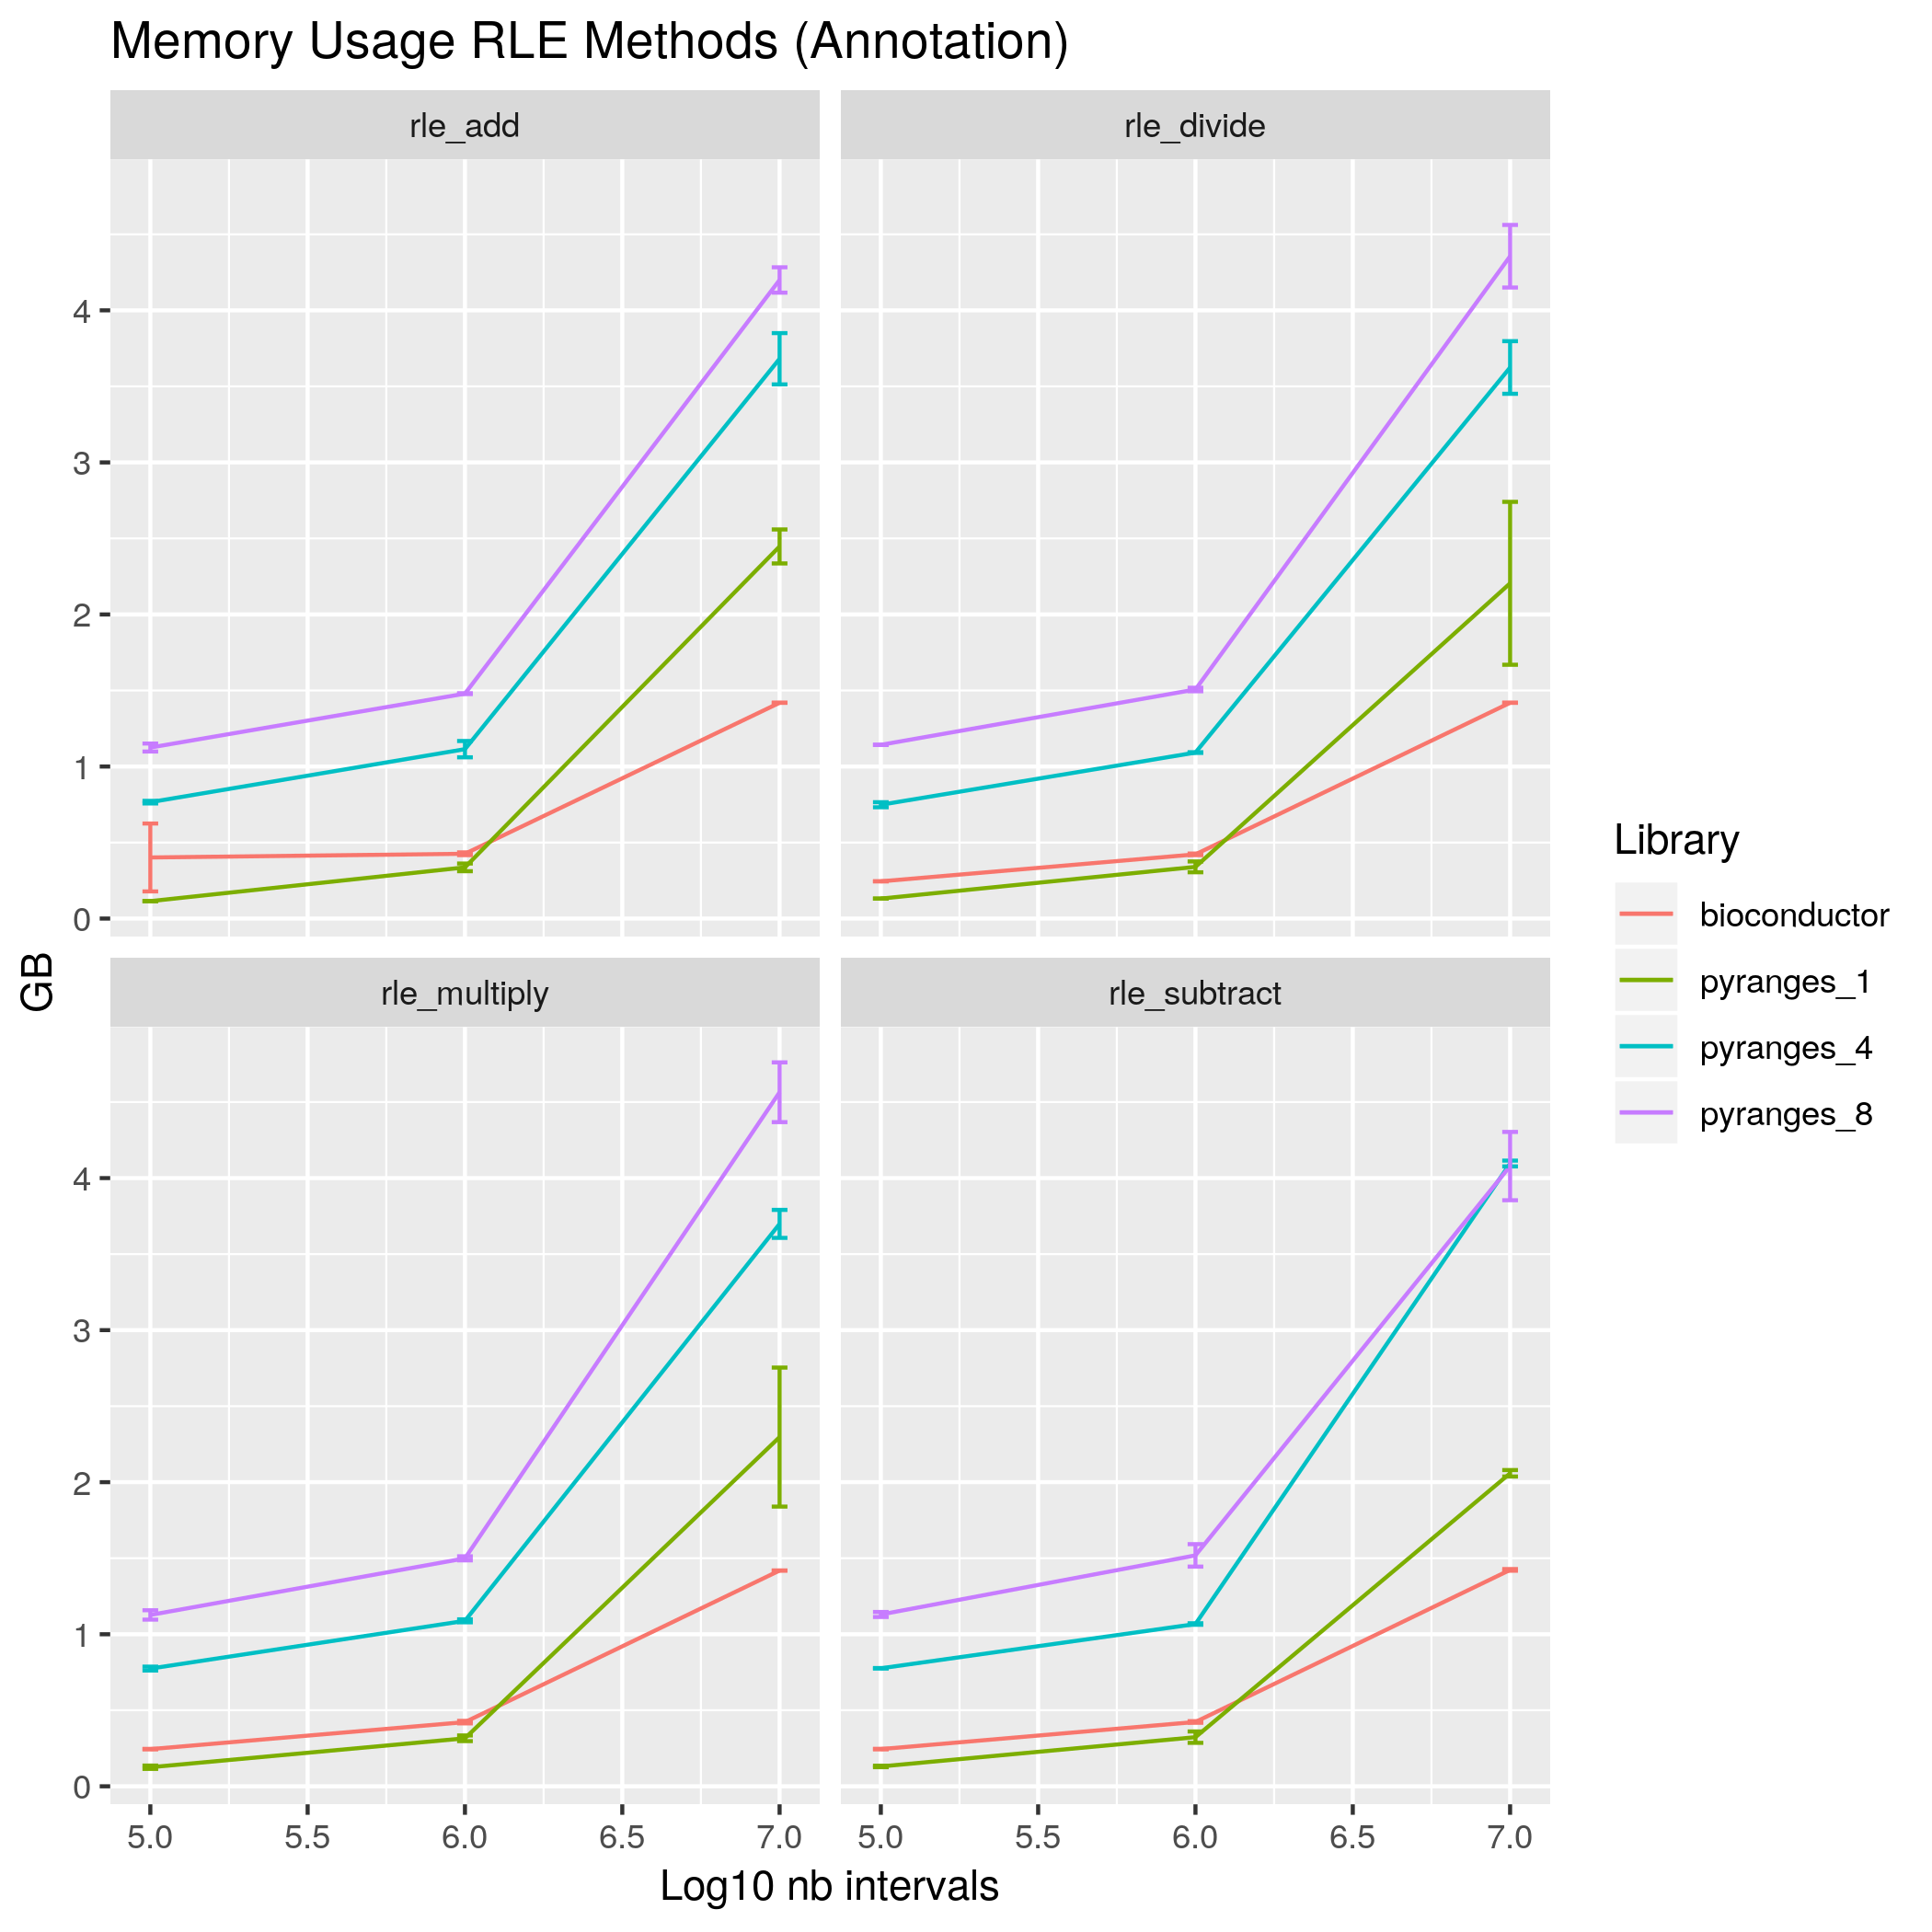 Memory Usage RLE Methods (Annotation)
rle_add
rle_divide
4
3
2
1
0
GB
rle_multiply
rle_subtract
4
3
2
1
0
5.0 5.5 6.0 6.5 7.0
5.0 5.5 6.0 6.5 7.0
Log10 nb intervals
Library
bioconductor
pyranges_1
pyranges_4
pyranges_8